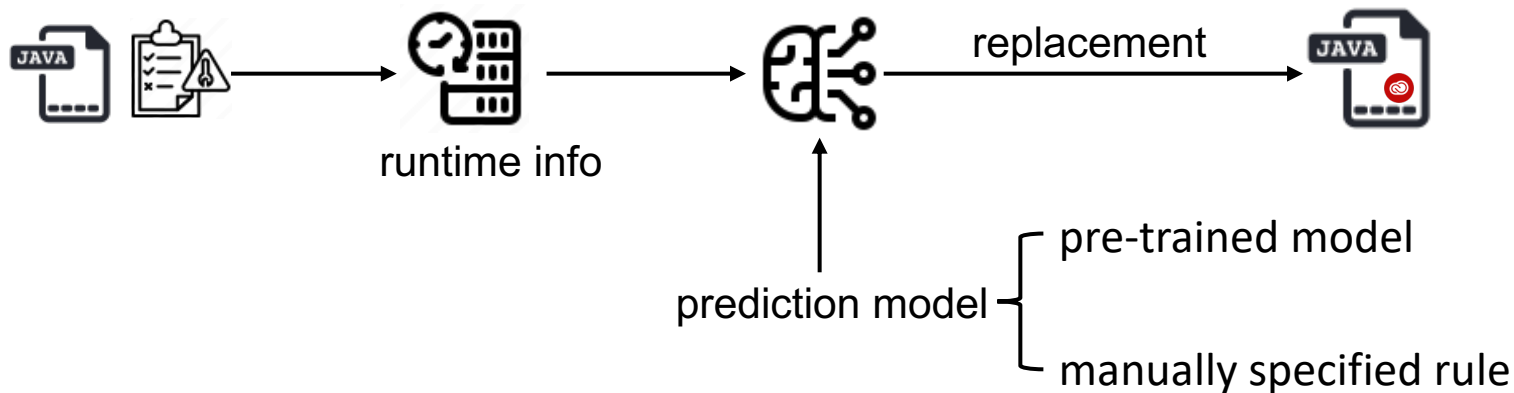 JAVA
replacement
JAVA
runtime info
pre-trained model
prediction model
manually specified rule